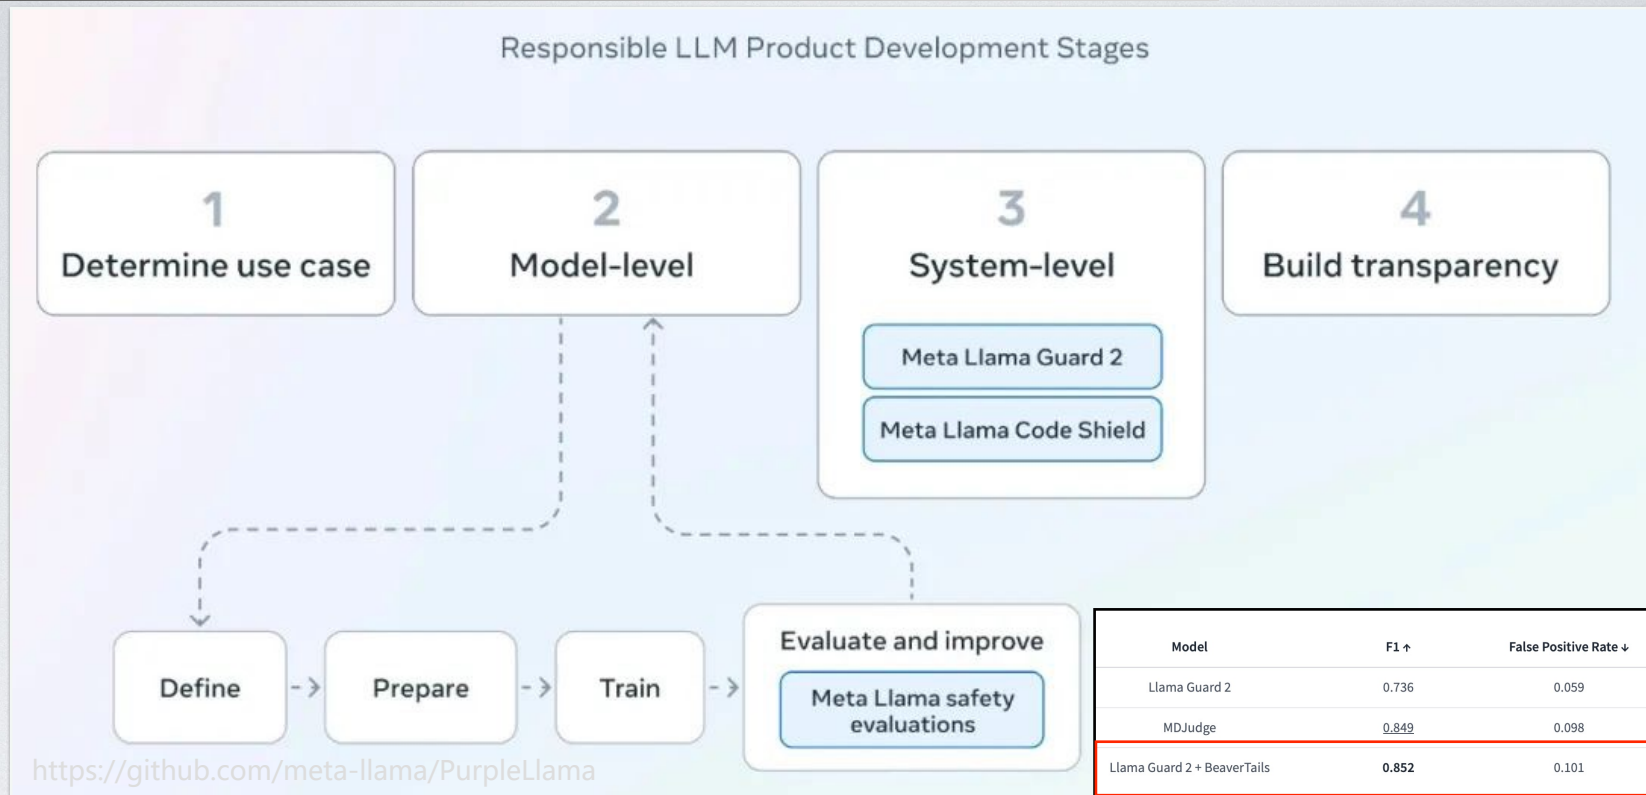 Responsible LLM Product Development Stages
1
Determine use case
2
Model-level
3
System-level
Meta Llama Guard 2
Meta Llama Code Shield
4
Build transparency
Define
Prepare
Train
Evaluate and improve
Meta Llama safety
evaluations
https://github.com/meta-llama/PurpleLlama
Model F1 ↑ False Positive Rate ↓
Llama Guard 2 0.736 0.059
MDJudge 0.849 0.098
Llama Guard 2 + BeaverTails 0.852 0.101